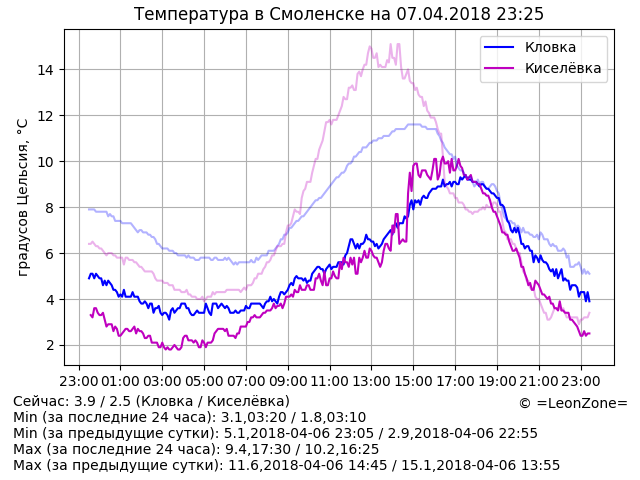 Температура в Смоленске на 07.04.2018 23:25
Кловка
Киселёвка
градусов Цельсия, °С
14
12
10
8
6
4
2
23:00 01:00 03:00 05:00 07:00 09:00 11:00 13:00 15:00 17:00 19:00 21:00 23:00
Сейчас: 3.9 / 2.5 (Кловка / Киселёвка)
© =LeonZone=
Min (за последние 24 часа): 3.1,03:20 / 1.8,03:10
Min (за предыдущие сутки): 5.1,2018-04-06 23:05 / 2.9,2018-04-06 22:55
Max (за последние 24 часа): 9.4,17:30 / 10.2,16:25
Max (за предыдущие сутки): 11.6,2018-04-06 14:45 / 15.1,2018-04-06 13:55